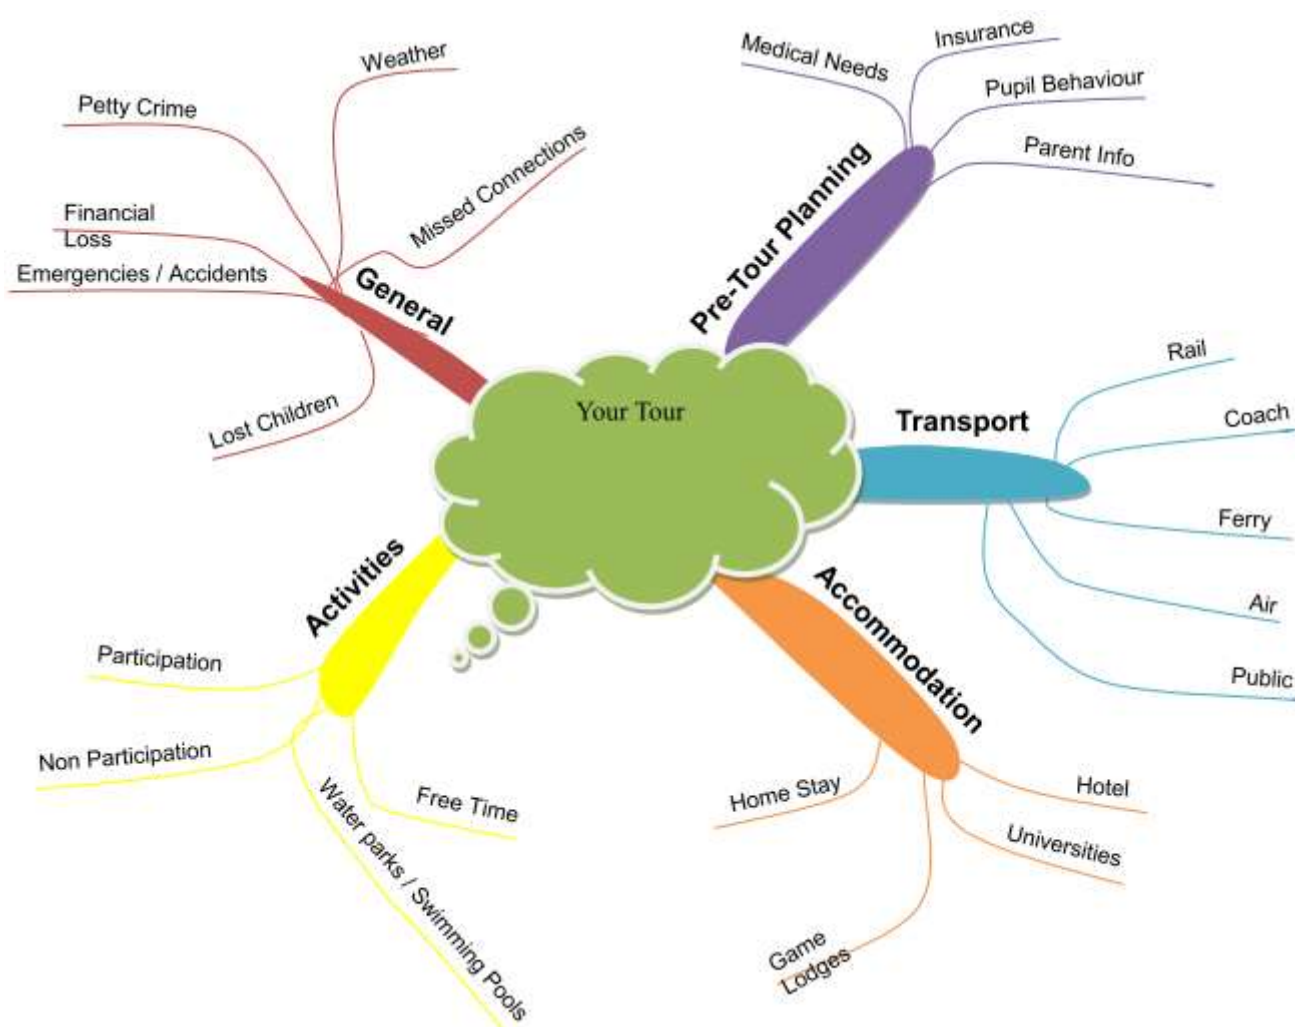 Your Tour
Pre-Tour Planning
Medical Needs
Insurance
Pupil Behaviour
Parent Info
Transport
Rail
Coach
Ferry
Air
Public
Accommodation
Hotel
Universities
Game
Lodges
Home Stay
Activities
Free Time
Water parks / Swimming Pools
Non Participation
Participation
General
Lost Children
Emergencies / Accidents
Financial
Loss
Petty Crime
Weather
Missed Connections